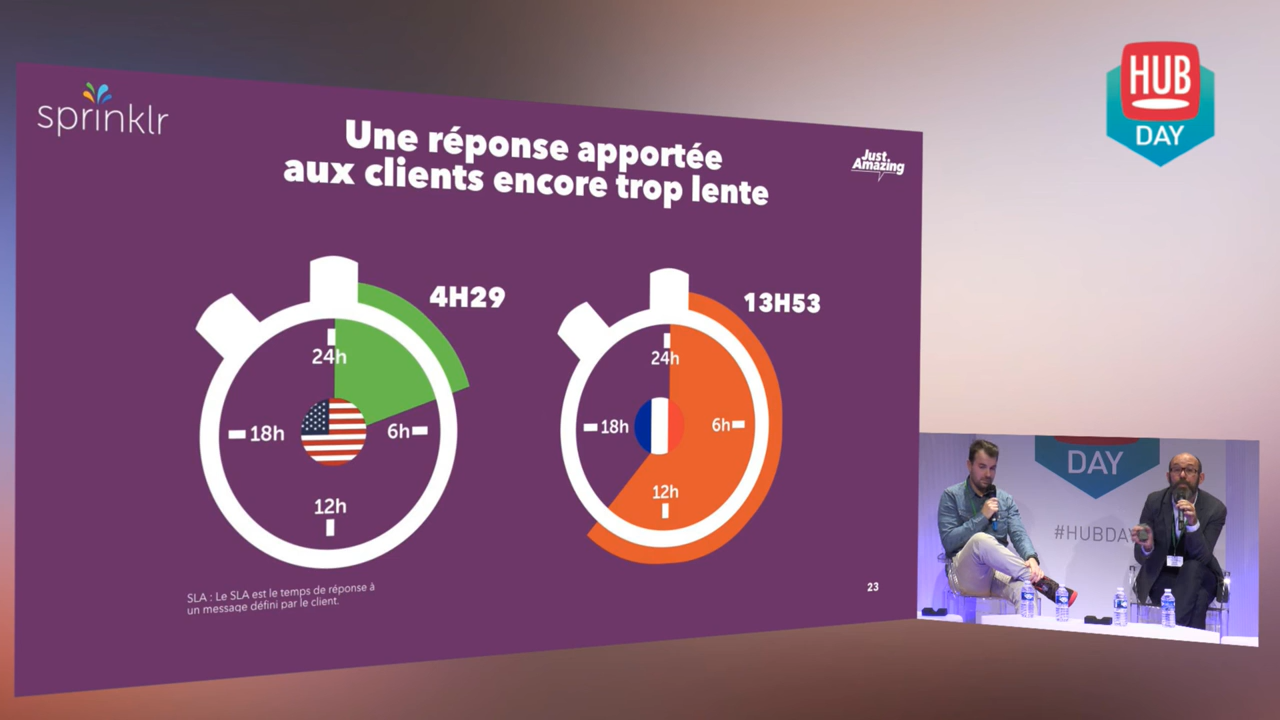 sprinklr
Une réponse apportée
aux clients encore trop lente
Just
Amazing
HUB
DAY
4H29
24h
18h
6h
12h
13H53
24h
18h
6h
12h
SLA : Le SLA est le temps de réponse à
un message défini par le client.
23
DAY
#HUBDAY